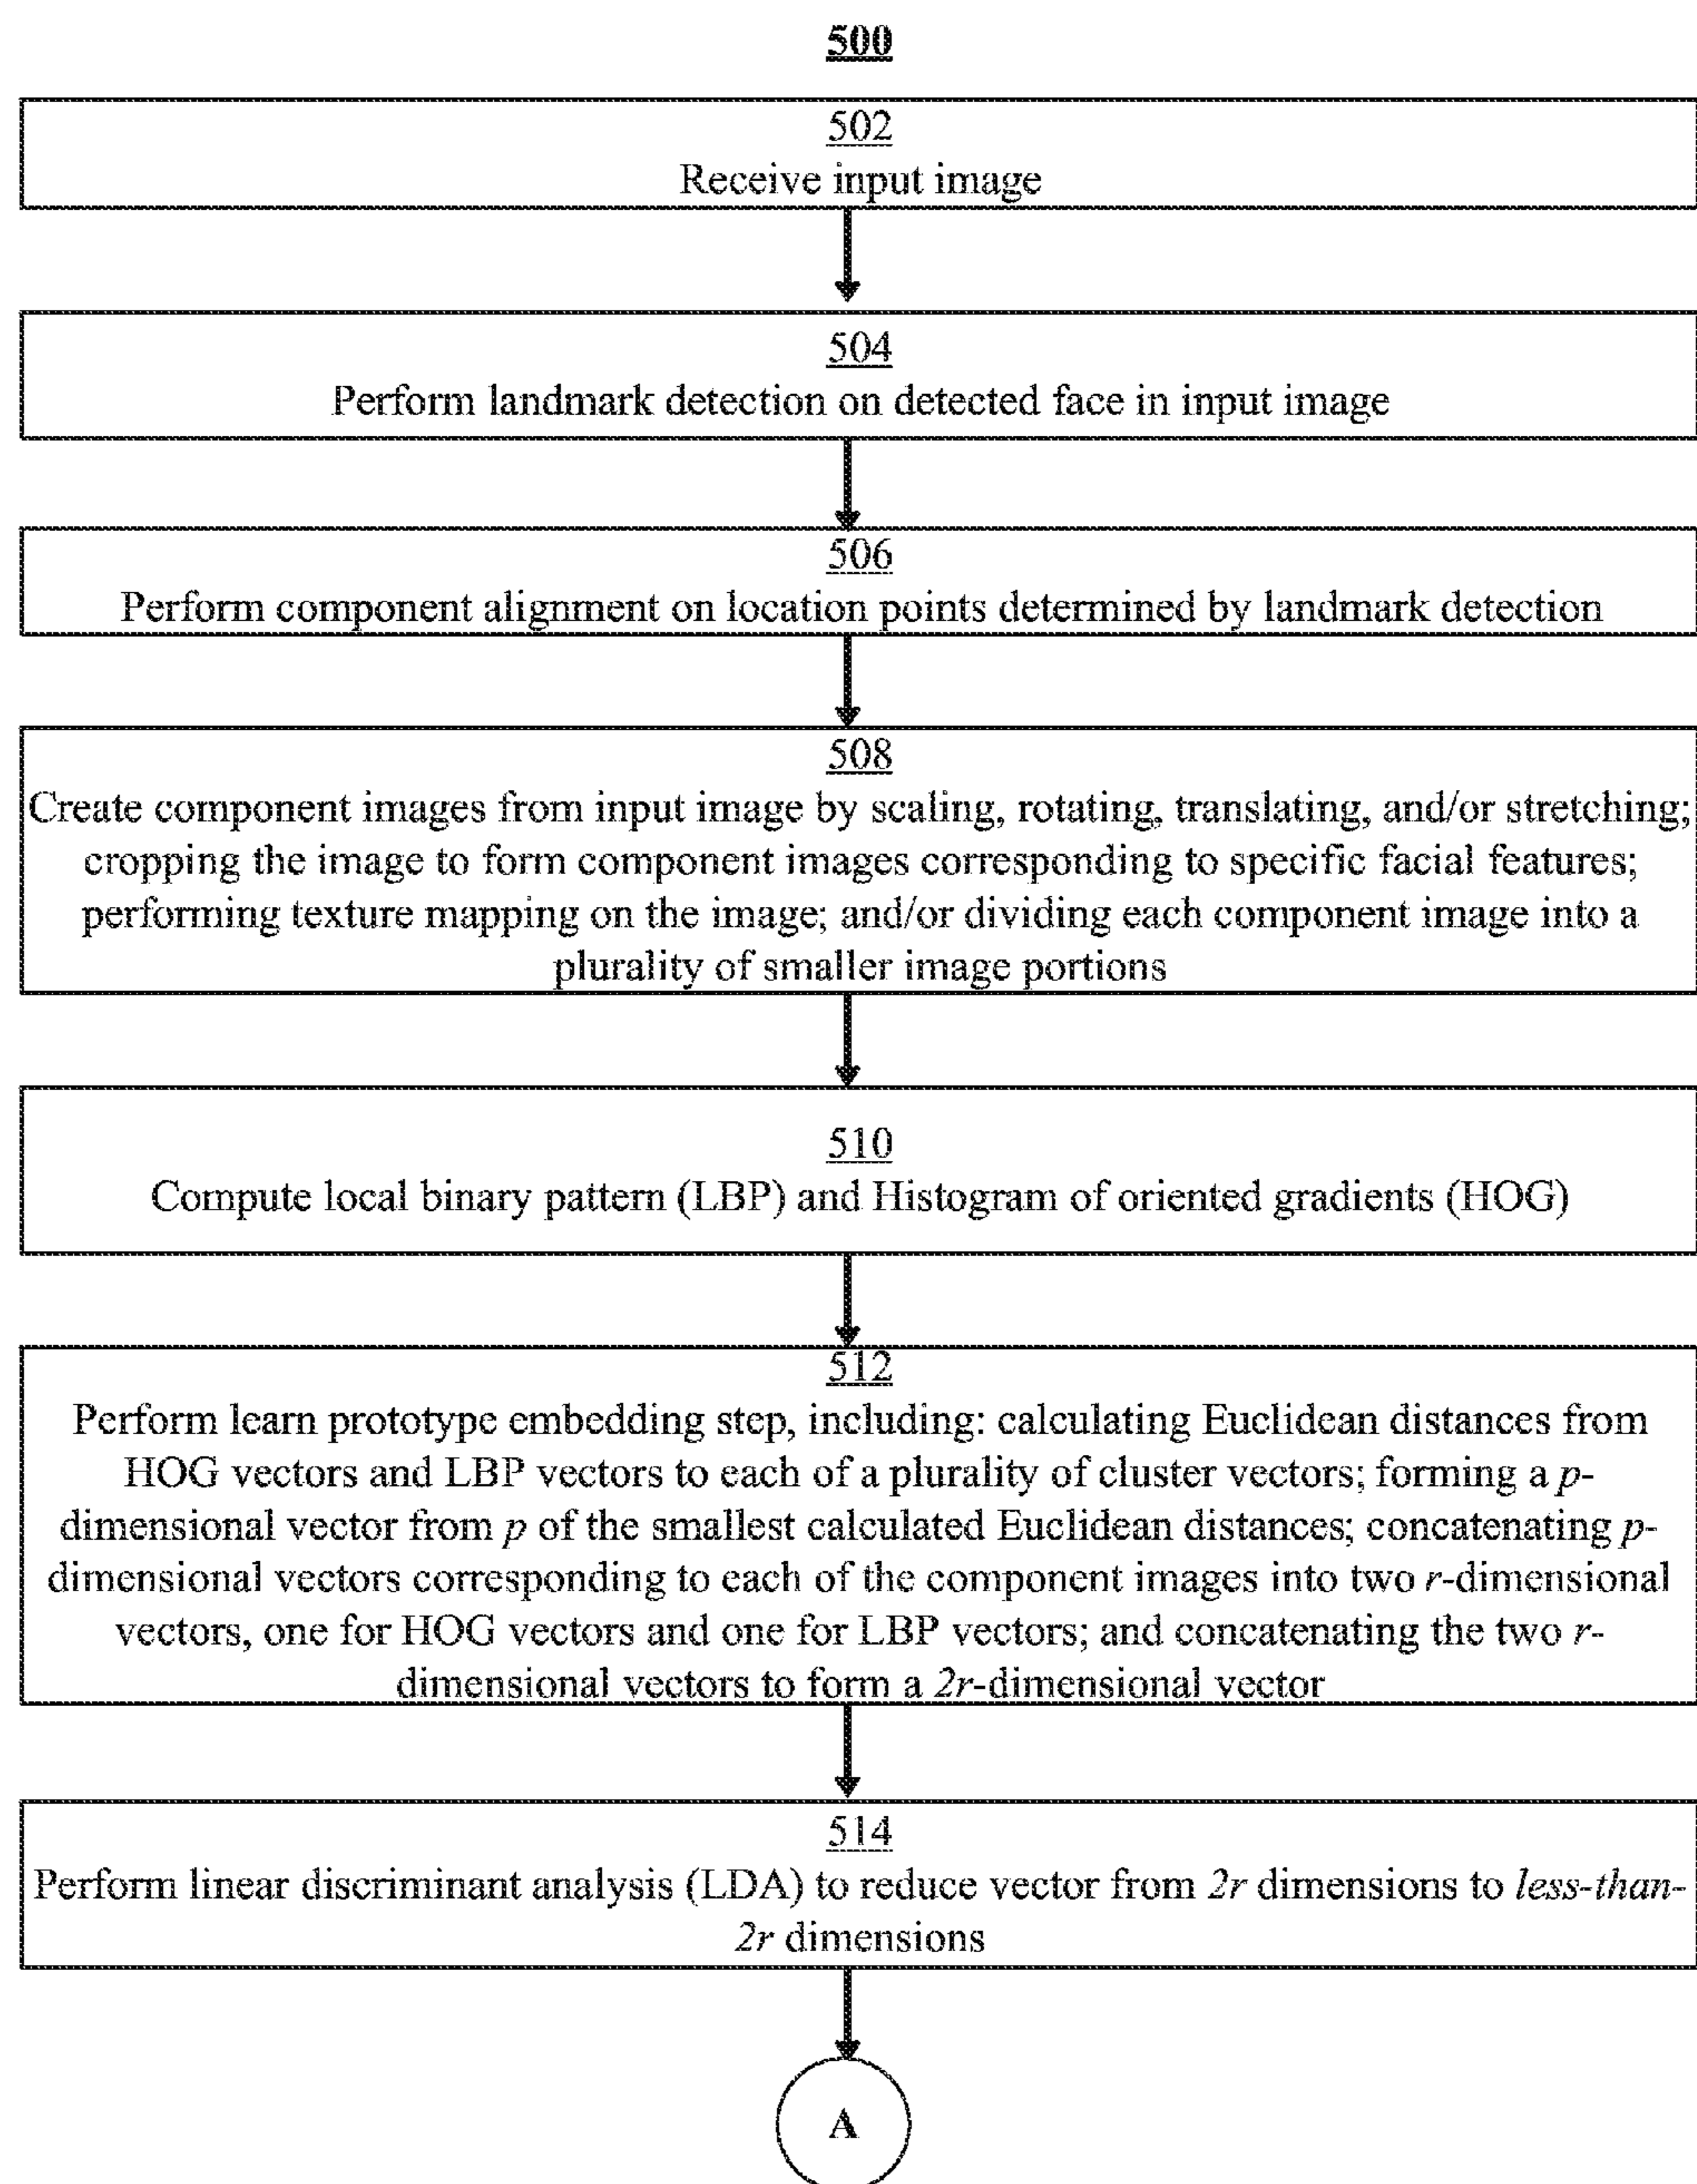 500
502
Receive input image
504
Perform landmark detection on detected face in input image
506
Perform component alignment on location points determined by landmark detection
508
Create component images from input image by scaling, rotating, translating, and/or stretching;
cropping the image to form component images corresponding to specific facial features;
performing texture mapping on the image; and/or dividing each component image into a
plurality of smaller image portions
510
Compute local binary pattern (LBP) and Histogram of oriented gradients (HOG)
512
Perform learn prototype embedding step, including: calculating Euclidean distances from
HOG vectors and LBP vectors to each of a plurality of cluster vectors; forming a p-
dimensional vector from p of the smallest calculated Euclidean distances; concatenating p-
dimensional vectors corresponding to each of the component images into two r-dimensional
vectors, one for HOG vectors and one for LBP vectors; and concatenating the two r-
dimensional vectors to form a 2r-dimensional vector
514
Perform linear discriminant analysis (LDA) to reduce vector from 2r dimensions to less-than-
2r dimensions
A